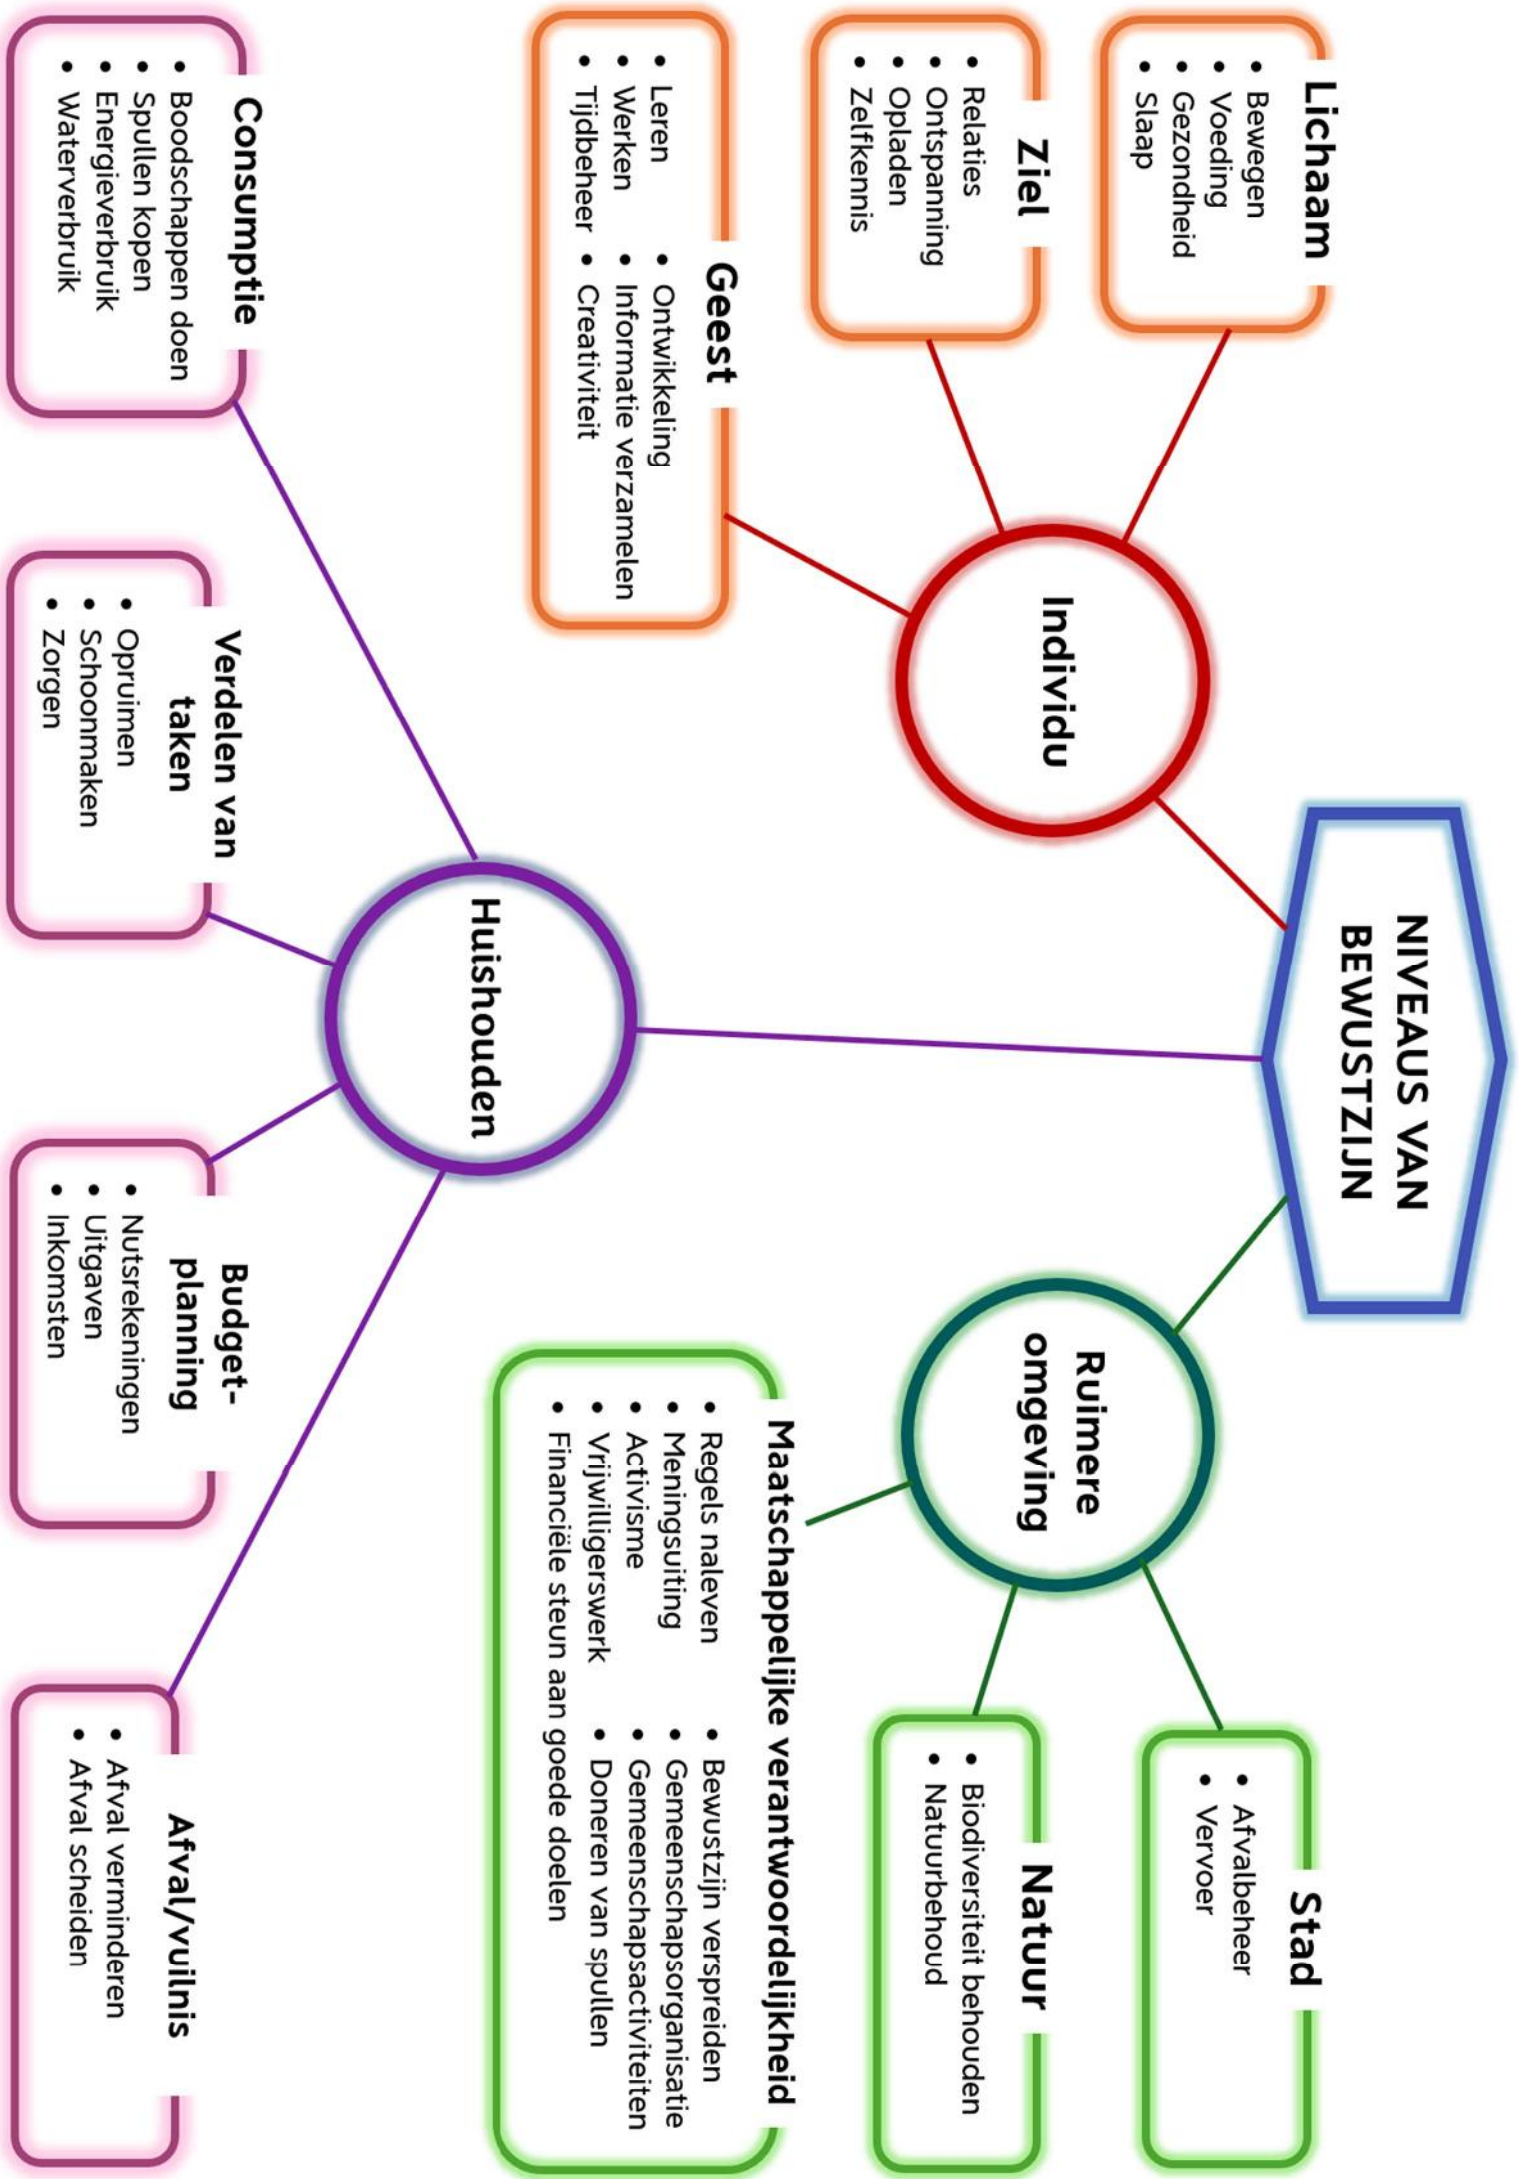 NIVEAUS VAN
BEWUSTZIJN
Individu
Lichaam
• Bewegen
• Voeding
• Gezondheid
• Slaap
Ziel
• Relaties
• Ontspanning
• Opladen
• Zelfkennis
Geest
• Leren
• Werken
• Tijdbeheer
• Ontwikkeling
• Informatie verzamelen
• Creativiteit
Ruimere
omgeving
Stad
• Afvalbeheer
• Vervoer
Natuur
• Biodiversiteit behouden
• Natuurbehoud
Maatschappelijke verantwoordelijkheid
• Regels naleven
• Meningsuiting
• Activisme
• Vrijwilligerswerk
• Financiële steun aan goede doelen
• Bewustzijn verspreiden
• Gemeenschapsorganisatie
• Gemeenschapsactiviteiten
• Doneren van spullen
Huishouden
Consumptie
• Boodschappen doen
• Spullen kopen
• Energieverbruik
• Waterverbruik
Verdelen van
taken
• Opruimen
• Schoonmaken
• Zorgen
Budget-
planning
• Nutsrekeningen
• Uitgaven
• Inkomsten
Afval/vuilnis
• Afval verminderen
• Afval scheiden